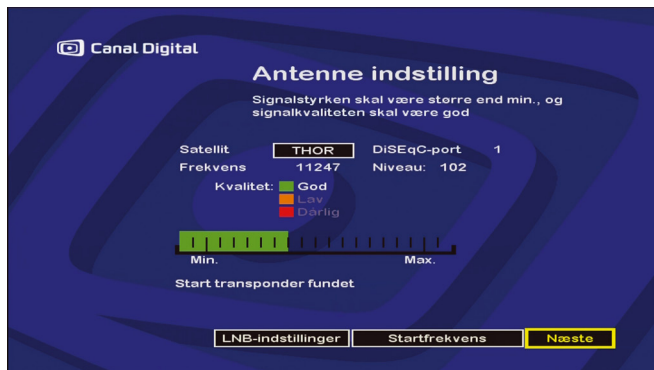 Canal Digital
Antenne indstilling
Signalstyrken skal være større end min., og
signalkvaliteten skal være god
Satellit THOR DiSEqC-port 1
Frekvens 11247 Niveau: 102
Kvalitet: God
Lav
Dårlig
Min. Max.
Start transponder fundet
LNB-indstillinger Startfrekvens Næste